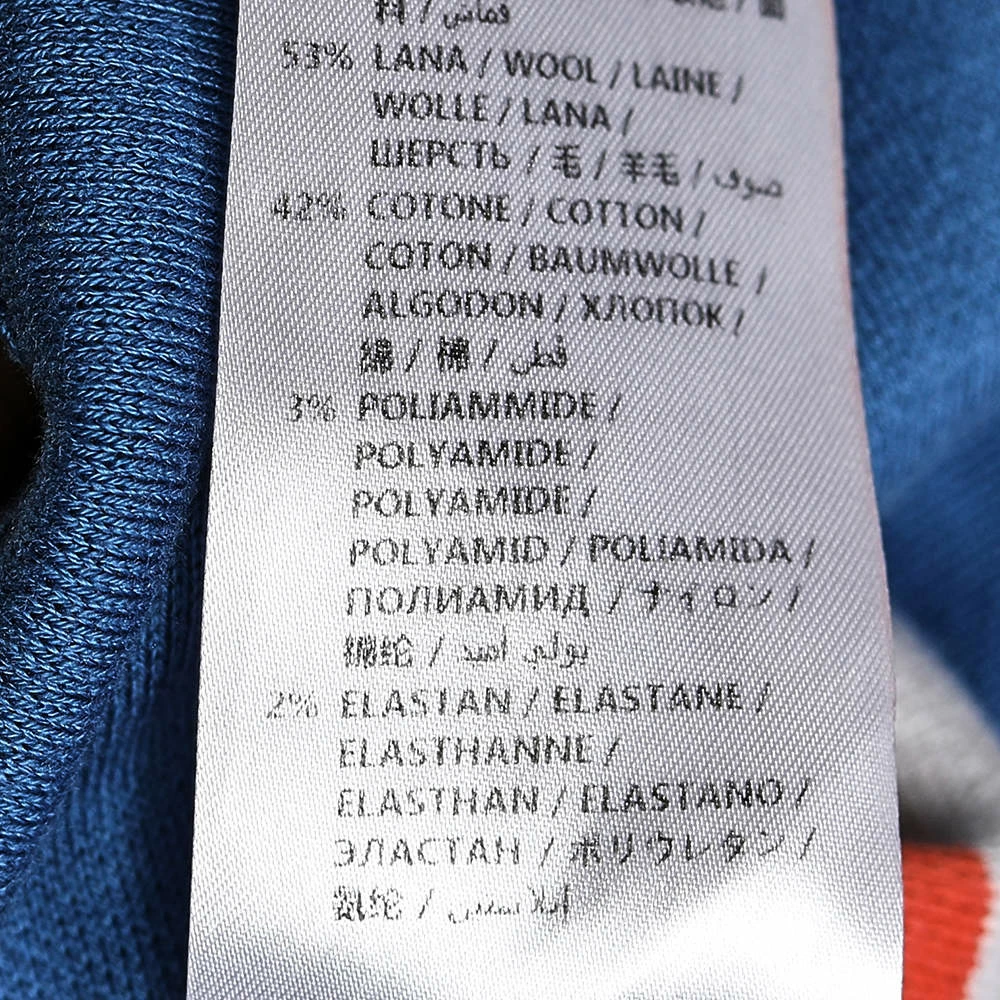 料 / قماش
53% LANA / WOOL / LAINE /
WOLLE / LANA /
ШЕРСТЬ / 毛 / 羊毛 / صوف
42% COTONE / COTTON /
COTON / BAUMWOLLE /
ALGODON / ХЛОПОК /
綿 / 棉 / قطن
3% POLIAMMIDE /
POLYAMIDE /
POLYAMIDE /
POLYAMID / POLIAMIDA /
ПОЛИАМИД / ナイロン /
锦纶 / بولي أميد
2% ELASTAN / ELASTANE /
ELASTHANNE /
ELASTHAN / ELASTANO /
ЭЛАСТАН / ポリウレタン /
氨纶 /